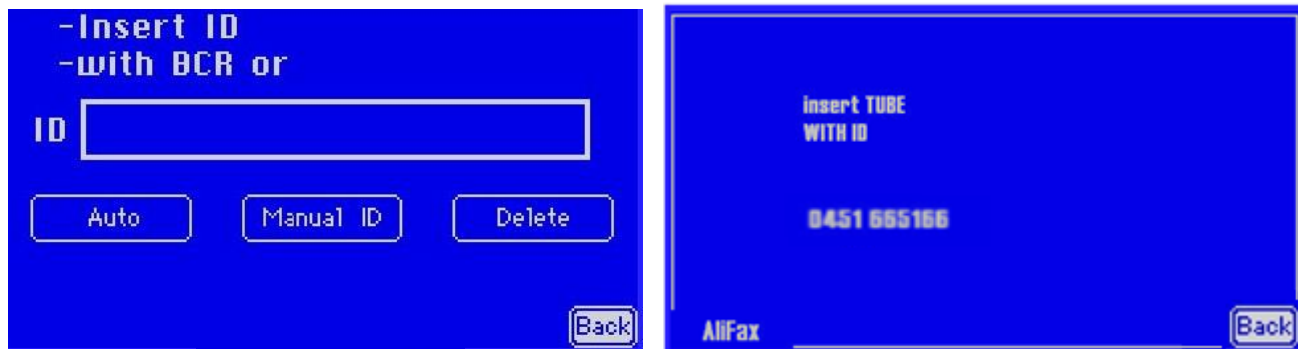 -Insert ID
-with BCR or
ID
Auto Manual ID Delete
Back
insert TUBE
WITH ID
0451 665166
AliFax
Back